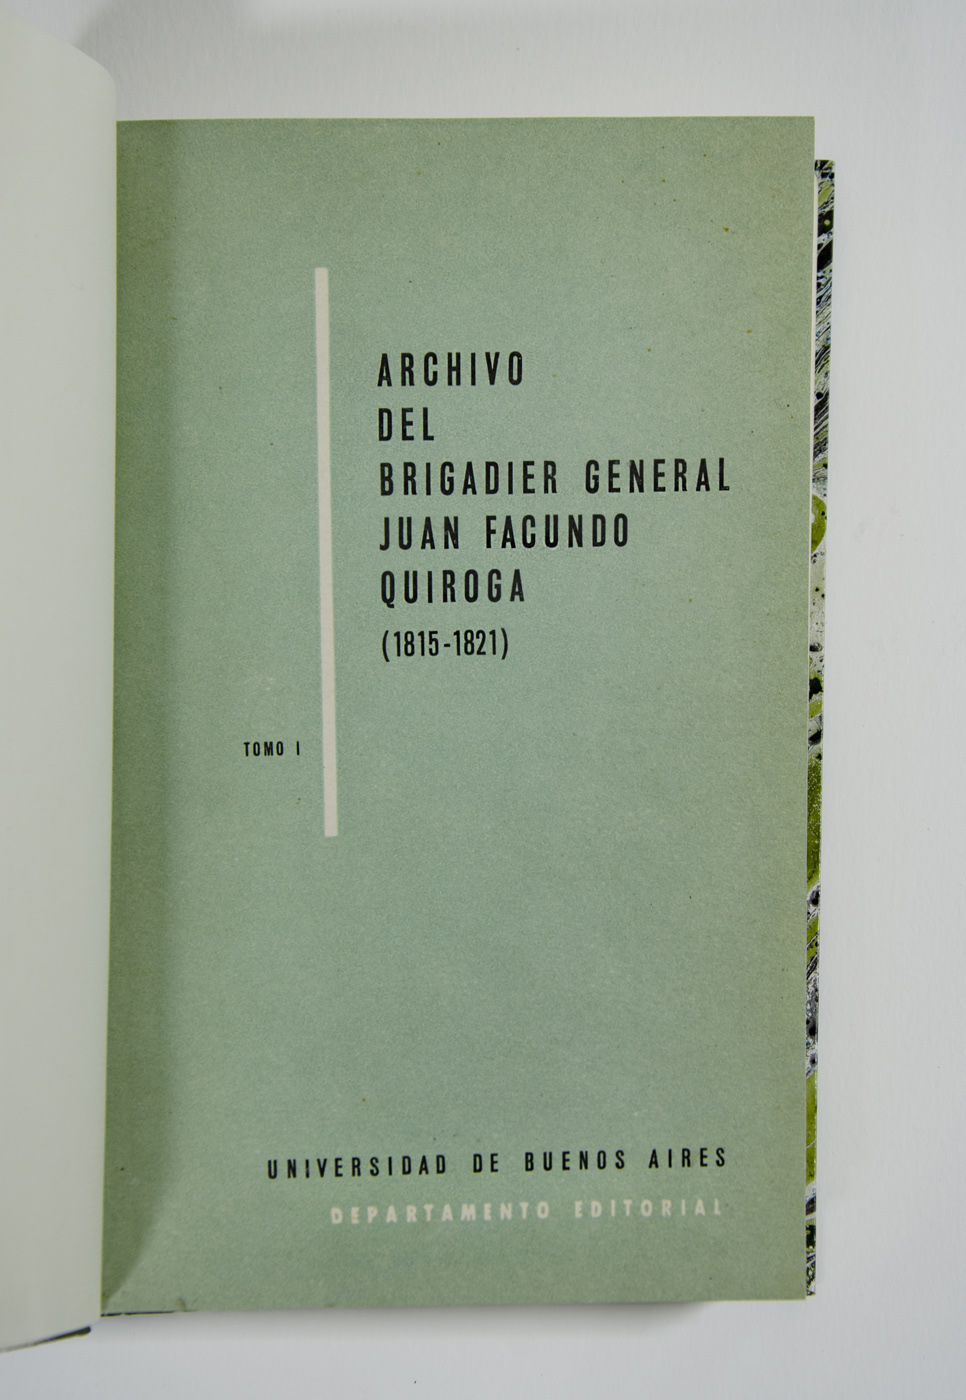 ARCHIVO
DEL
BRIGADIER GENERAL
JUAN FACUNDO
QUIROGA
(1815-1821)
TOMO I
UNIVERSIDAD DE BUENOS AIRES
DEPARTAMENTO EDITORIAL